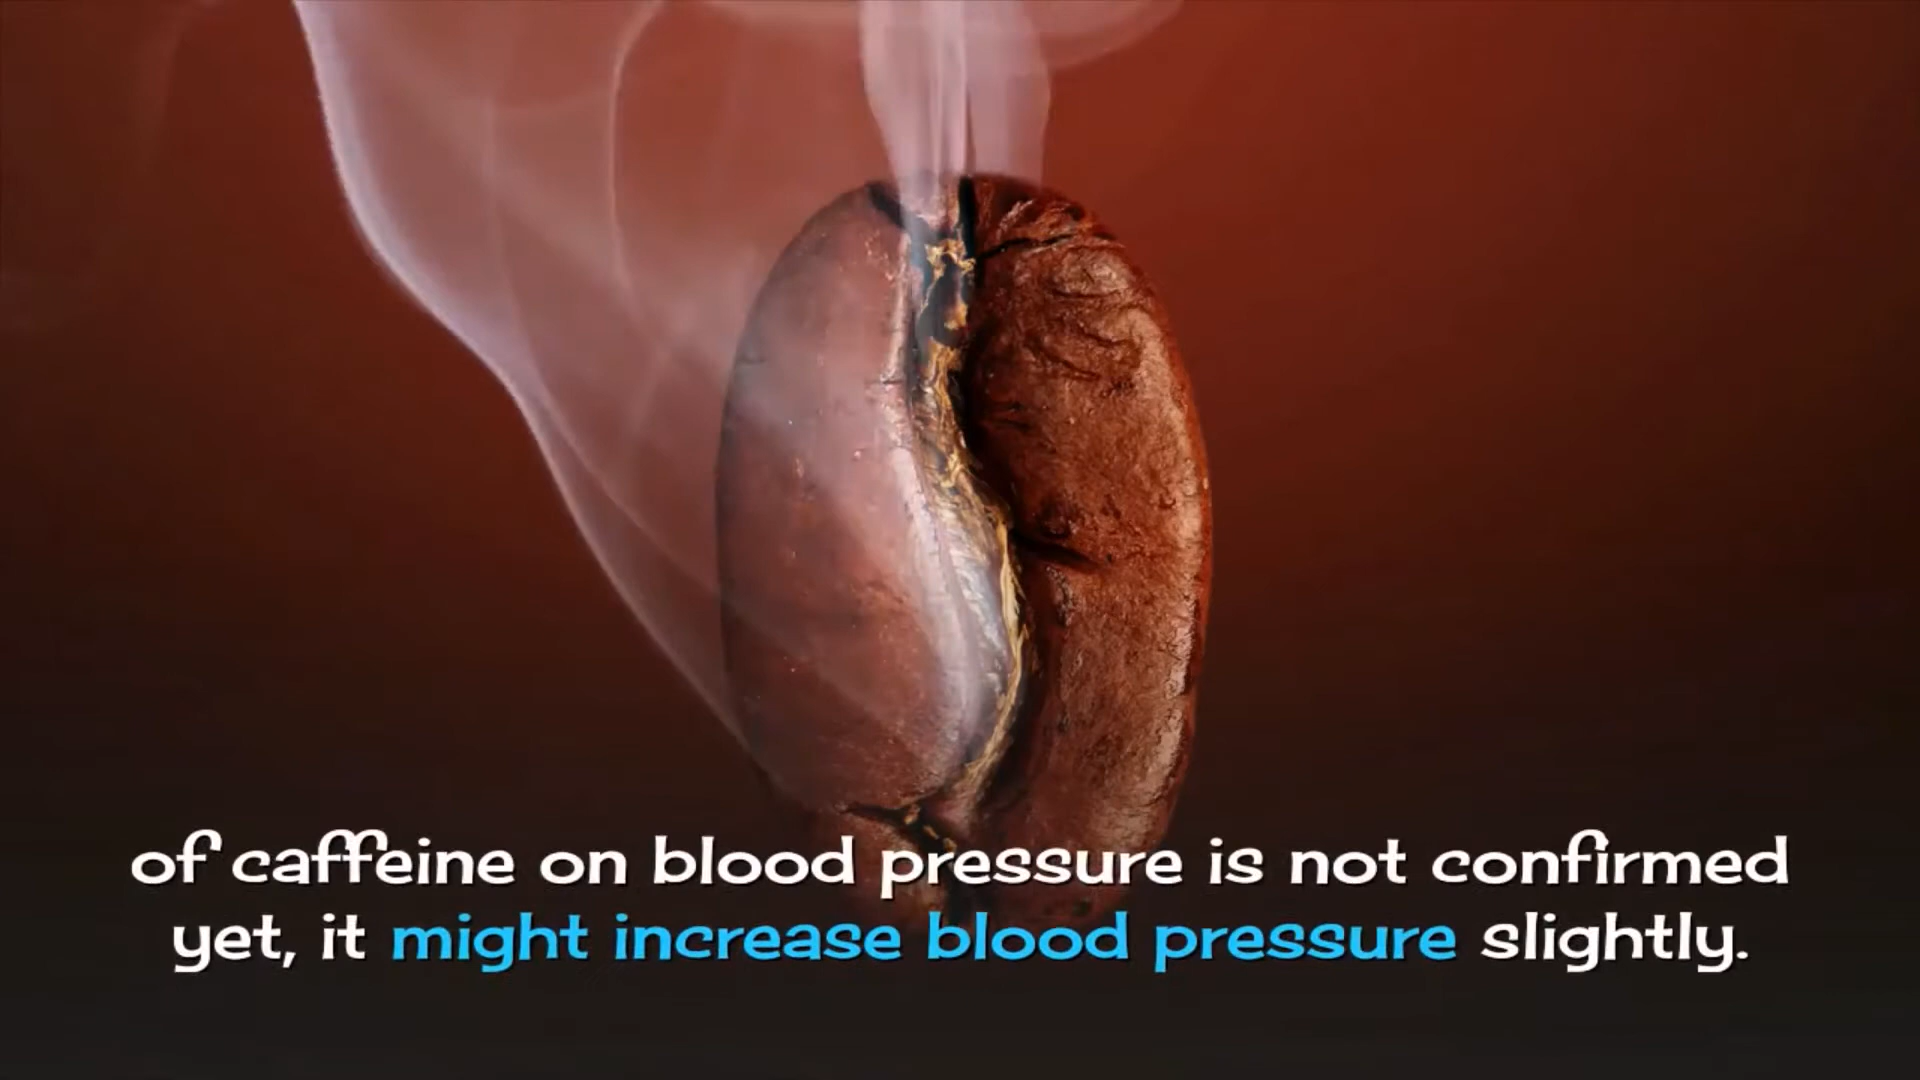 of caffeine on blood pressure is not confirmed
yet, it might increase blood pressure slightly.